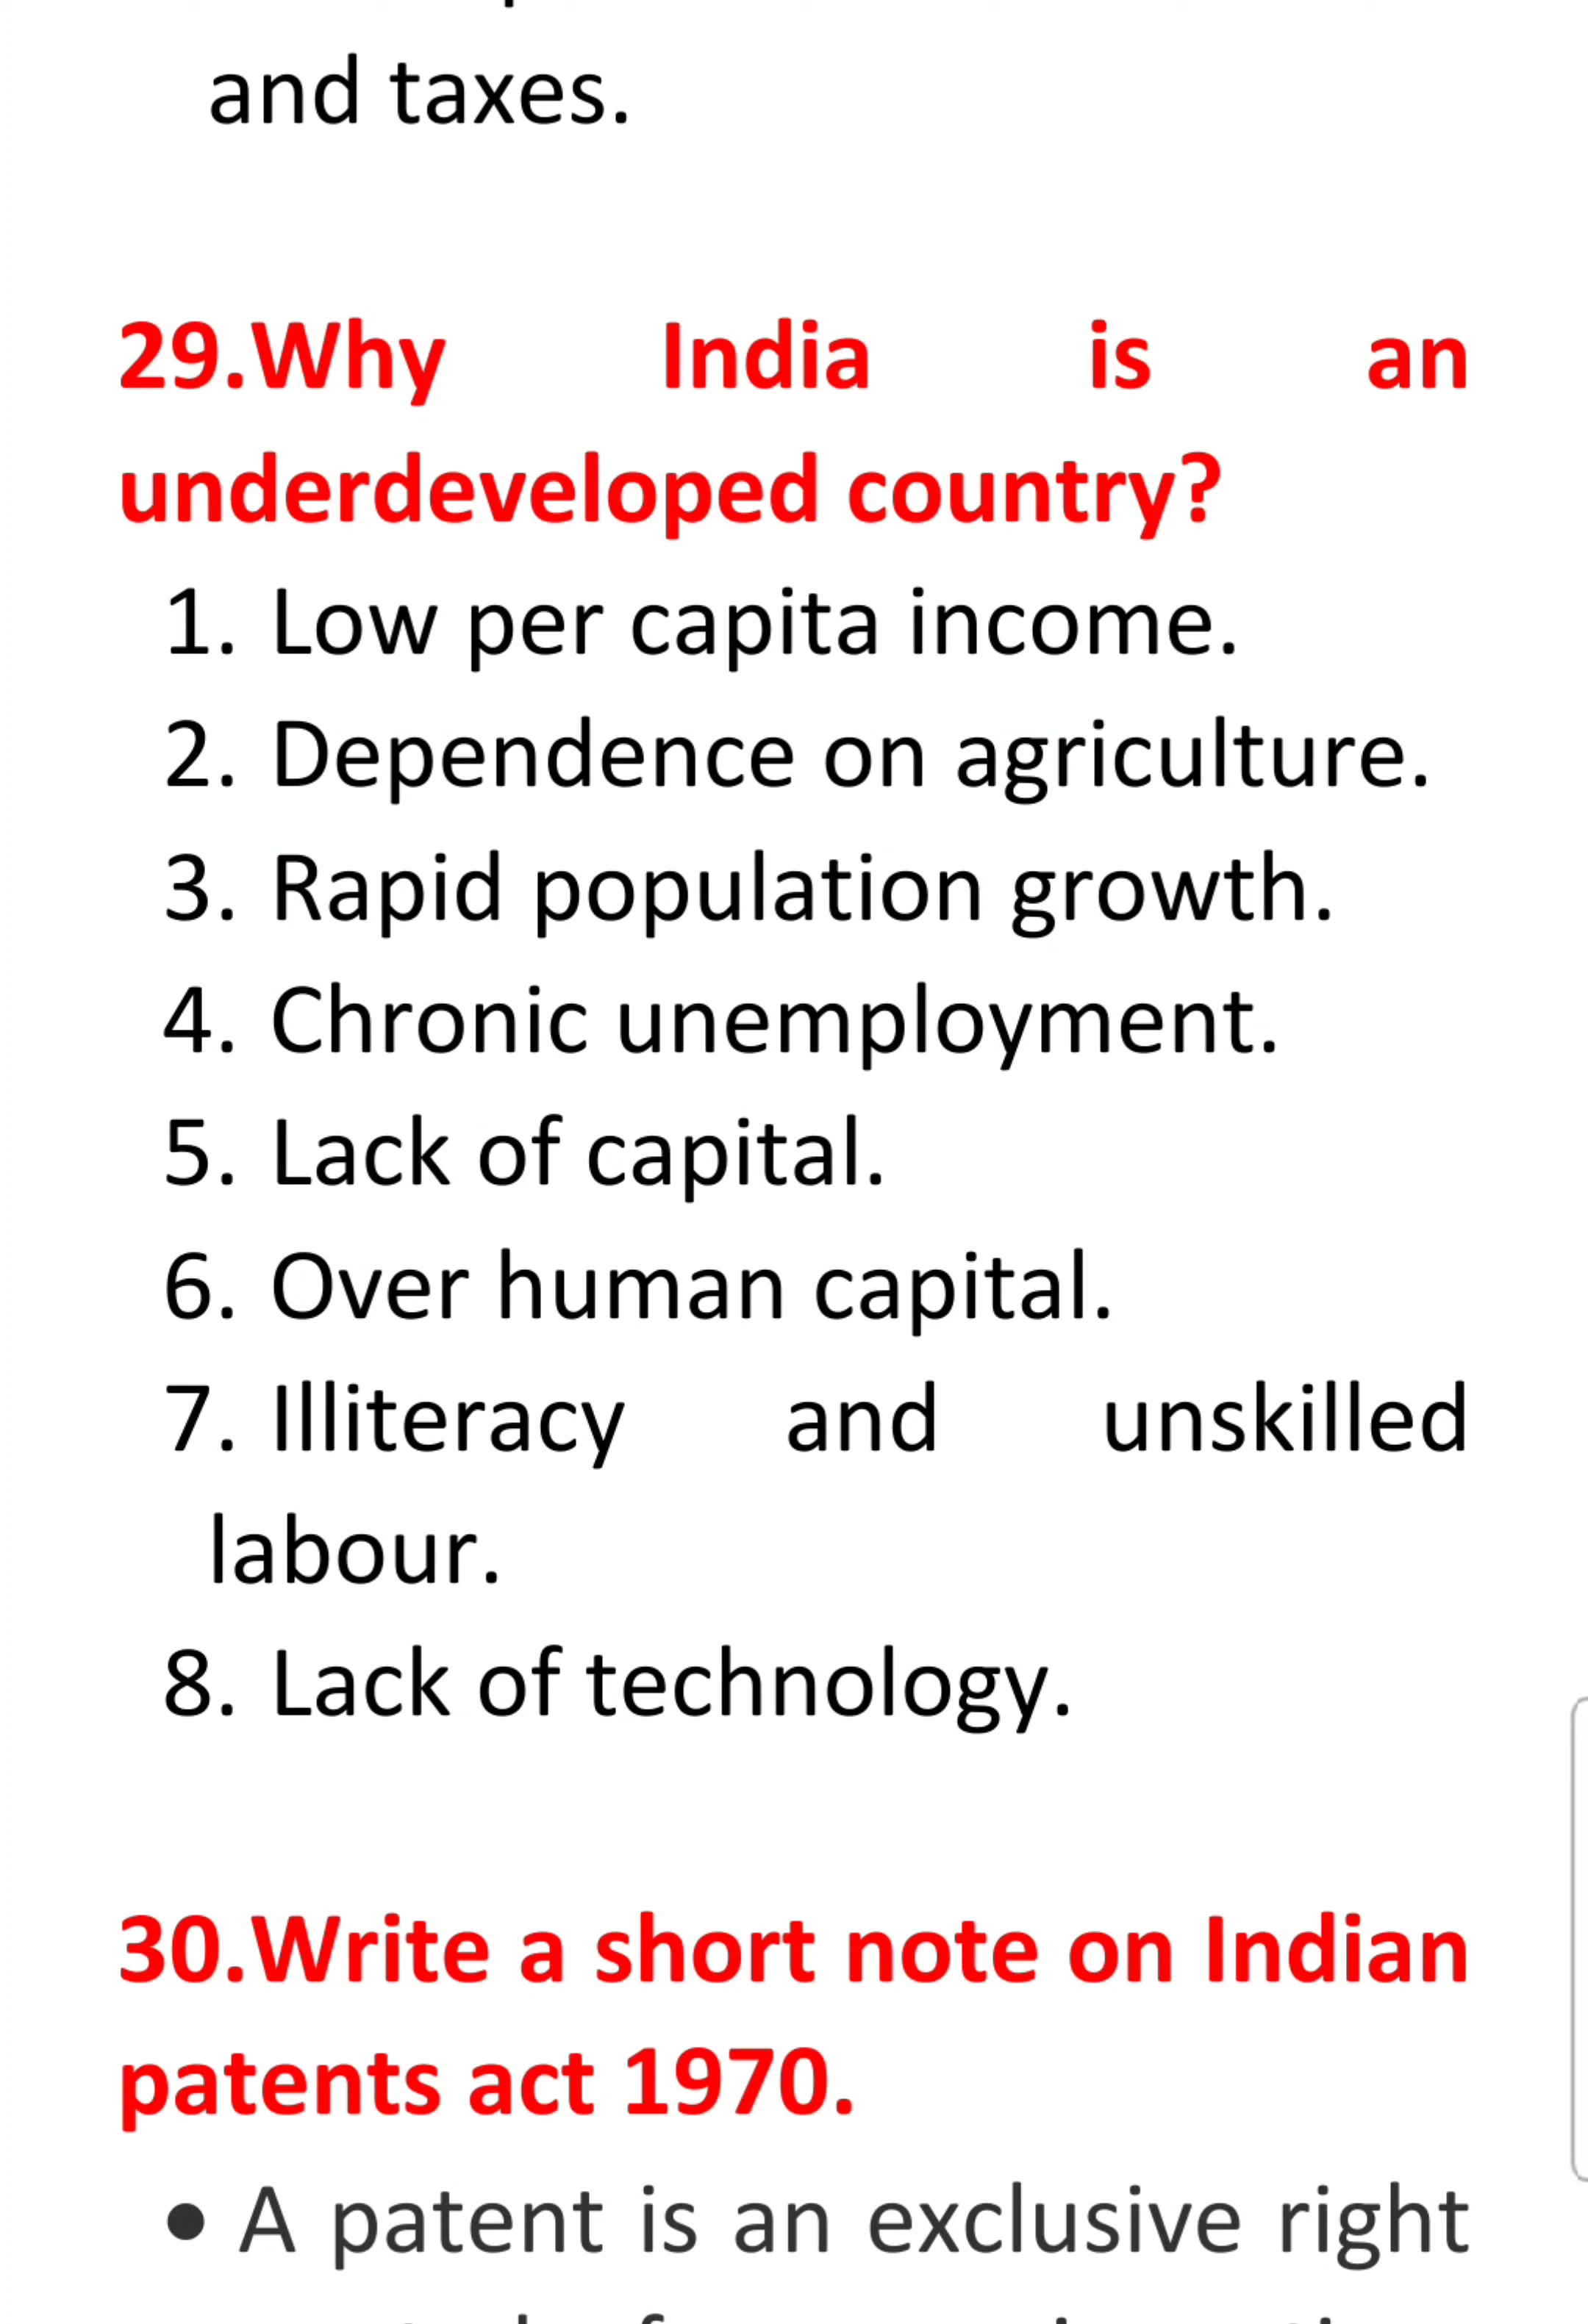 and taxes.
29.Why India is an
underdeveloped country?
1. Low per capita income.
2. Dependence on agriculture.
3. Rapid population growth.
4. Chronic unemployment.
5. Lack of capital.
6. Over human capital.
7. Illiteracy and unskilled
labour.
8. Lack of technology.
30.Write a short note on Indian
patents act 1970.
• A patent is an exclusive right